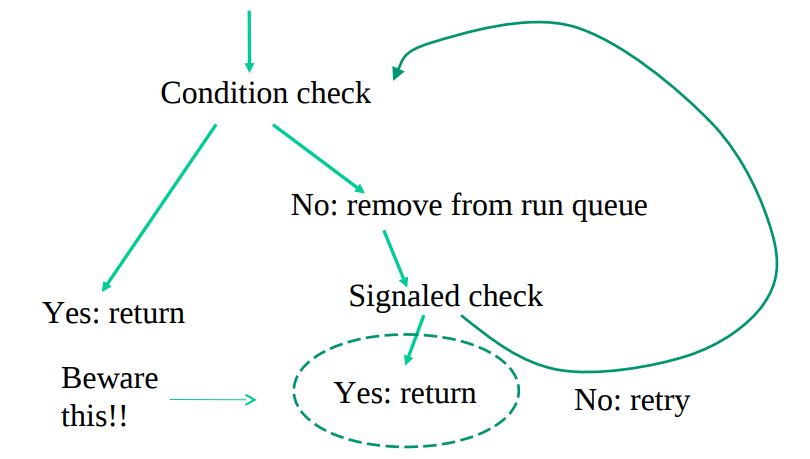 Condition check
No: remove from run queue
Signaled check
Yes: return
Beware
this!!
Yes: return
No: retry